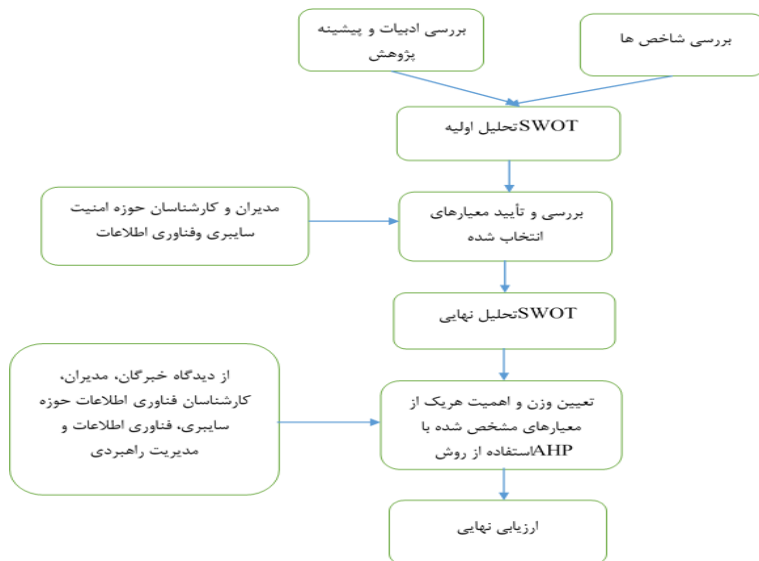 بررسی ادبیات و پیشینه
پژوهش
بررسی شاخص ها
SWOTتحلیل اولیه
مدیران و کارشناسان حوزه امنیت
سایبری وفناوری اطلاعات
بررسی و تأیید معیارهای
انتخاب شده
SWOTتحلیل نهایی
از دیدگاه خبرگان، مدیران،
کارشناسان فناوری اطلاعات حوزه
سایبری، فناوری اطلاعات و
مدیریت راهبردی
تعیین وزن و اهمیت هریک از
معیارهای مشخص شده با
AHPاستفاده از روش
ارزیابی نهایی